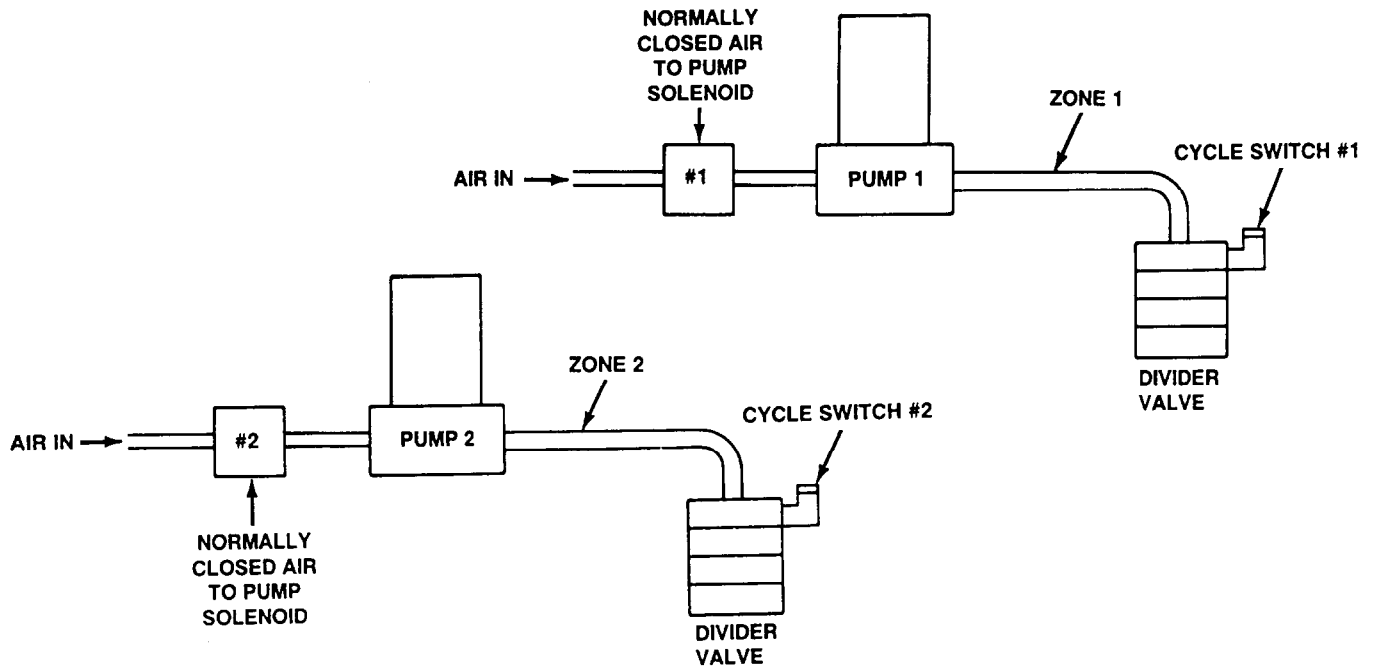 NORMALLY
CLOSED AIR
TO PUMP
SOLENOID
ZONE 1
CYCLE SWITCH #1
AIR IN
#1
PUMP 1
DIVIDER
VALVE
ZONE 2
CYCLE SWITCH #2
AIR IN
#2
PUMP 2
NORMALLY
CLOSED AIR
TO PUMP
SOLENOID
DIVIDER
VALVE